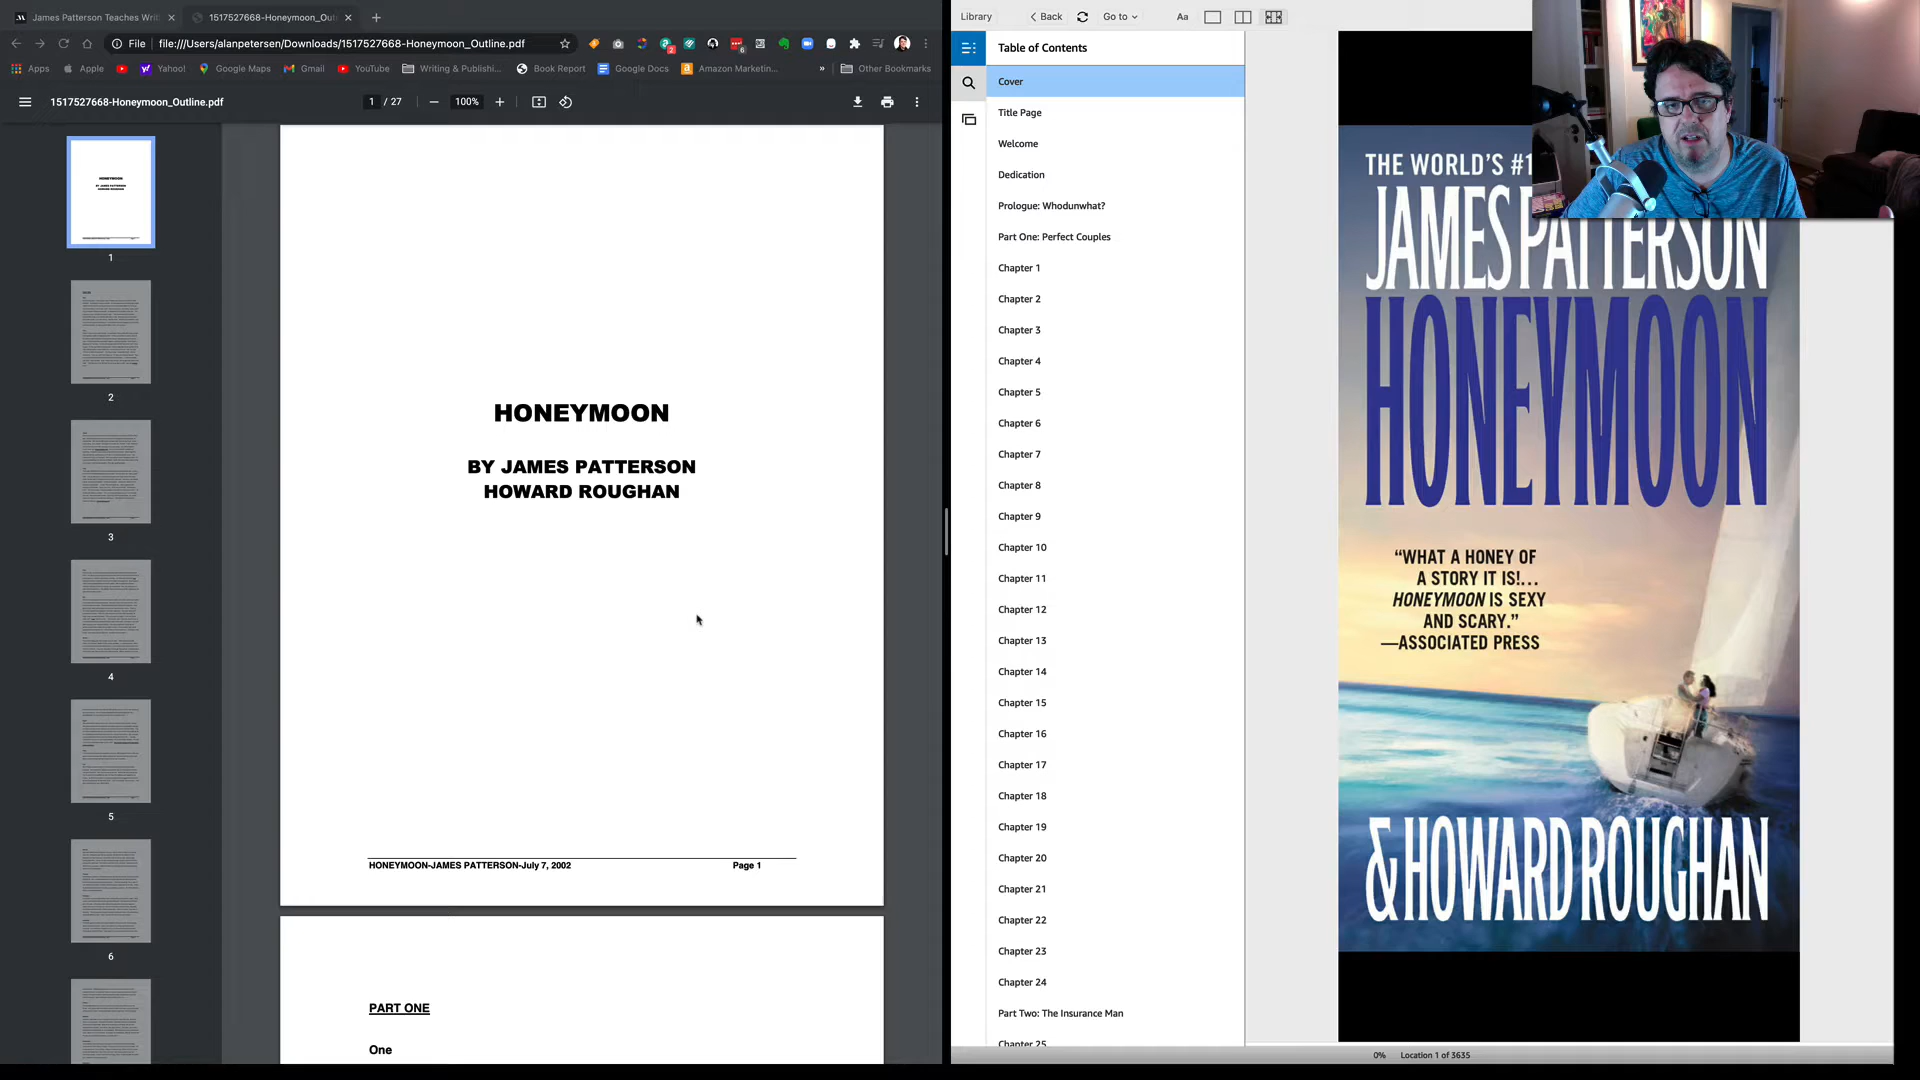 James Patterson Teaches Writ
1517527668-Honeymoon_Out
File
file:///Users/alanpetersen/Downloads/1517527668-Honeymoon_Outline.pdf
Apps
Apple
Yahoo!
Google Maps
Gmail
YouTube
Writing & Publishi...
Book Report
Google Docs
Amazon Marketin...
»
Other Bookmarks
1517527668-Honeymoon_Outline.pdf
1 / 27
100%
1
2
3
4
5
6
HONEYMOON
BY JAMES PATTERSON
HOWARD ROUGHAN
HONEYMOON-JAMES PATTERSON-July 7, 2002
Page 1
PART ONE
One
Library
Back
Go to
Aa
Table of Contents
Cover
Title Page
Welcome
Dedication
Prologue: Whodunwhat?
Part One: Perfect Couples
Chapter 1
Chapter 2
Chapter 3
Chapter 4
Chapter 5
Chapter 6
Chapter 7
Chapter 8
Chapter 9
Chapter 10
Chapter 11
Chapter 12
Chapter 13
Chapter 14
Chapter 15
Chapter 16
Chapter 17
Chapter 18
Chapter 19
Chapter 20
Chapter 21
Chapter 22
Chapter 23
Chapter 24
Part Two: The Insurance Man
Chapter 25
THE WORLD'S #1
JAMES PATTERSON
HONEYMOON
“WHAT A HONEY OF
A STORY IT IS!...
HONEYMOON IS SEXY
AND SCARY.”
—ASSOCIATED PRESS
& HOWARD ROUGHAN
0%
Location 1 of 3635